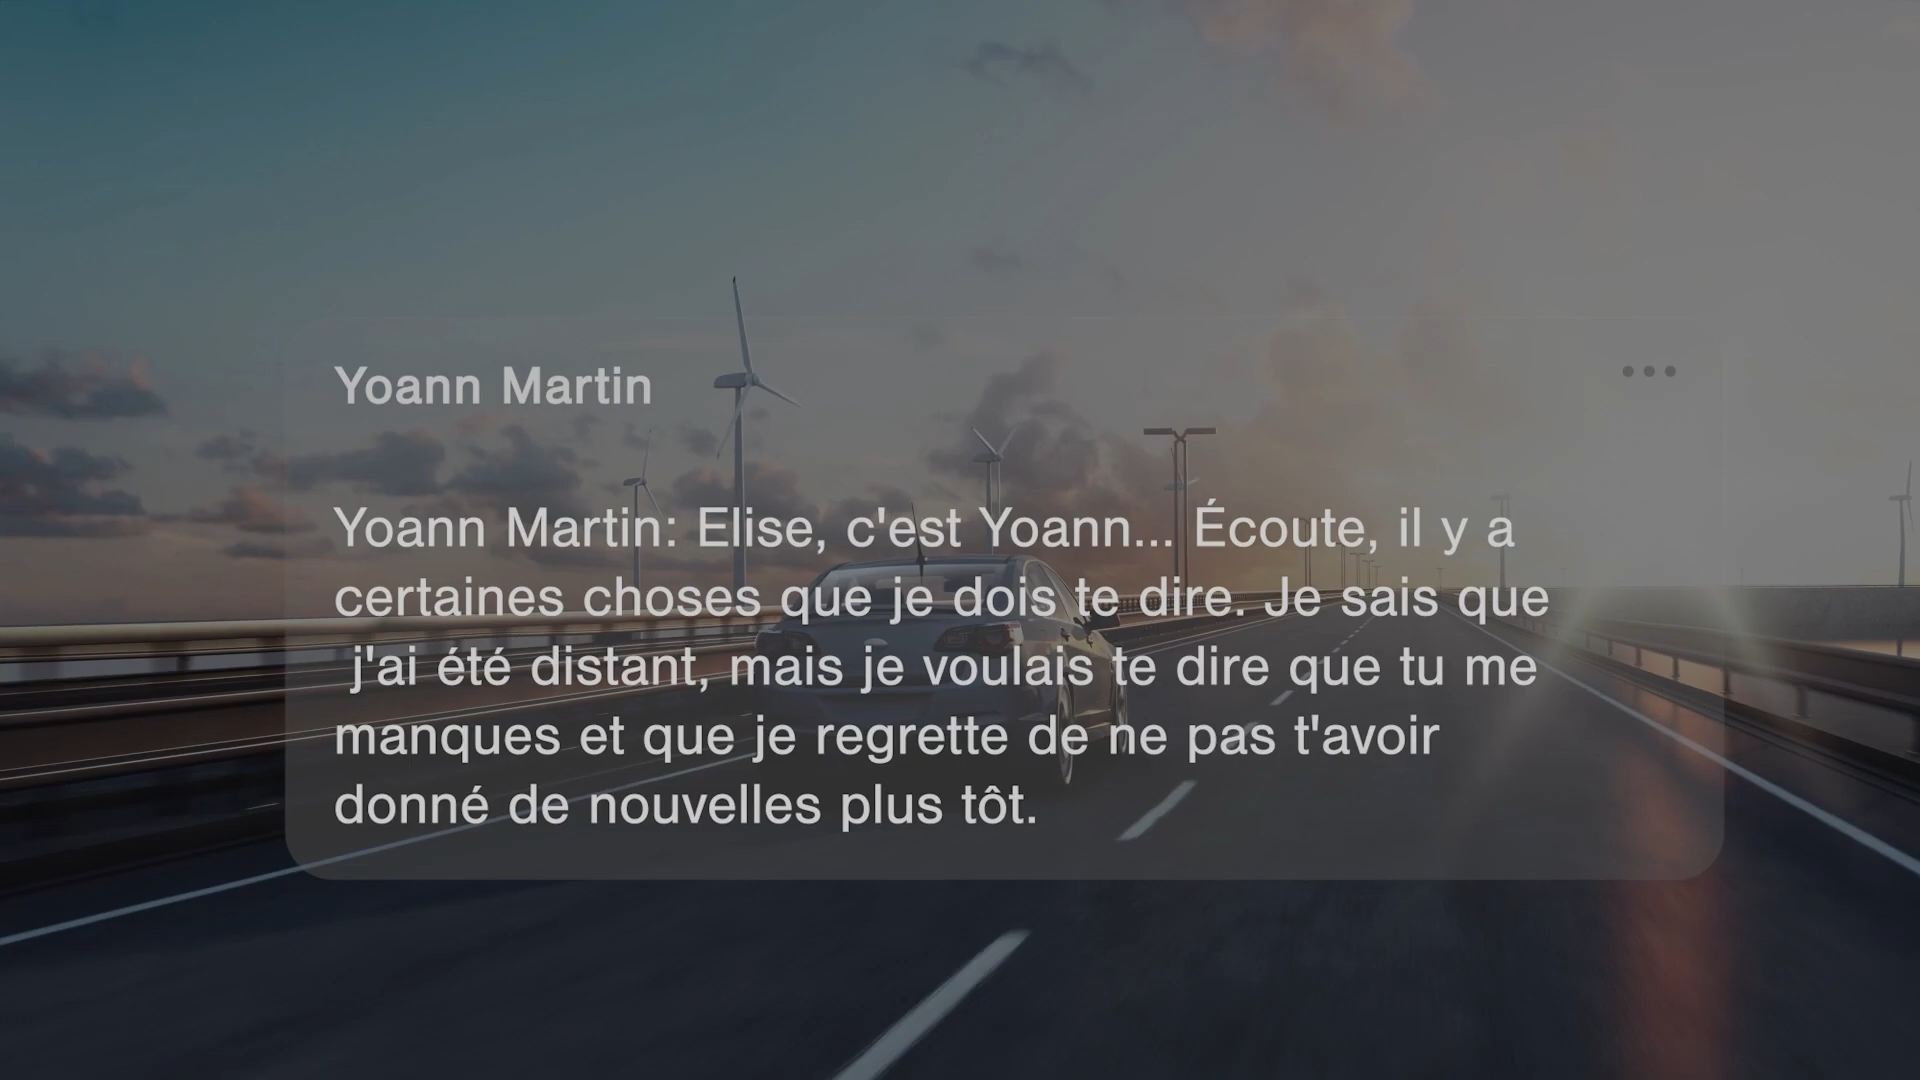 Yoann Martin
Yoann Martin: Elise, c'est Yoann... Écoute, il y a
certaines choses que je dois te dire. Je sais que
j'ai été distant, mais je voulais te dire que tu me
manques et que je regrette de ne pas t'avoir
donné de nouvelles plus tôt.